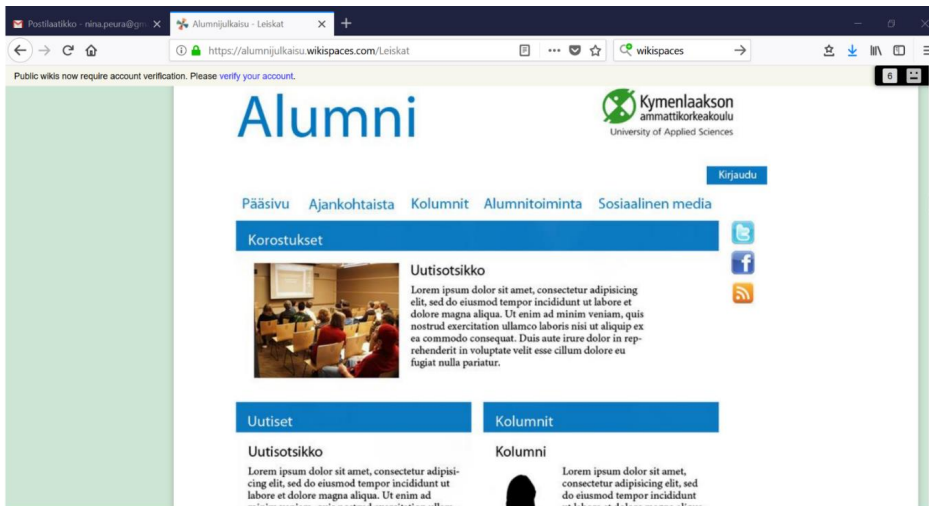 Postilaatikko - nina.peura@gm
Alumnijulkaisu - Leiskat
https://alumnijulkaisu.wikispaces.com/Leiskat
wikispaces
Public wikis now require account verification. Please verify your account.
6
Alumni
Kymenlaakson
ammattikorkeakoulu
University of Applied Sciences
Kirjaudu
Pääsivu Ajankohtaista Kolumnit Alumnitoiminta Sosiaalinen media
Korostukset
Uutisotsikko
Lorem ipsum dolor sit amet, consectetur adipisicing
elit, sed do eiusmod tempor incididunt ut labore et
dolore magna aliqua. Ut enim ad minim veniam, quis
nostrud exercitation ullamco laboris nisi ut aliquip ex
ea commodo consequat. Duis aute irure dolor in rep-
rehenderit in voluptate velit esse cillum dolore eu
fugiat nulla pariatur.
Uutiset
Uutisotsikko
Lorem ipsum dolor sit amet, consectetur adipisi-
cing elit, sed do eiusmod tempor incididunt ut
labore et dolore magna aliqua. Ut enim ad
Kolumnit
Kolumni
Lorem ipsum dolor sit amet,
consectetur adipisicing elit, sed
do eiusmod tempor incididunt